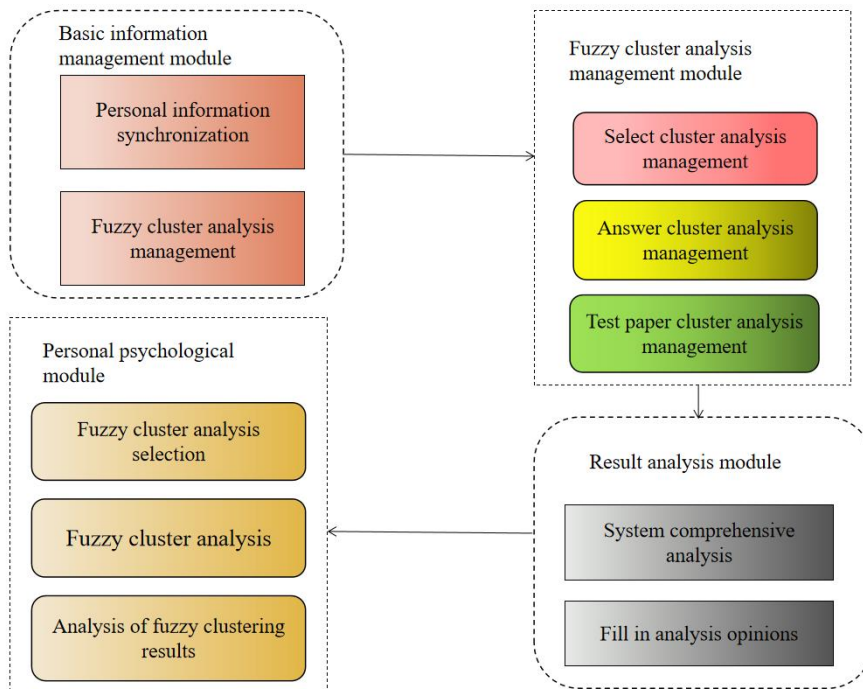 Basic information
management module
Personal information
synchronization
Fuzzy cluster analysis
management
Fuzzy cluster analysis
management module
Select cluster analysis
management
Answer cluster analysis
management
Test paper cluster analysis
management
Personal psychological
module
Fuzzy cluster analysis
selection
Fuzzy cluster analysis
Analysis of fuzzy clustering
results
Result analysis module
System comprehensive
analysis
Fill in analysis opinions